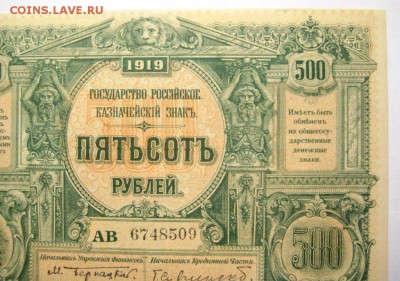 COINS.LAVE.RU
1919
500
ГОСУДАРСТВО РОССІЙСКОЕ.
КАЗНАЧЕЙСКІЙ ЗНАКЪ.
ПЯТЬСОТЪ
РУБЛЕЙ.
Имѣетъ быть
обмѣненъ
на общегосу-
дарственные
денежные
знаки.
АВ 6748509
500
Начальникъ Управленія Финансовъ
Начальникъ Кредитной Части.